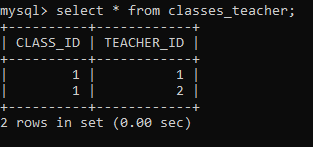 mysql> select * from classes_teacher;
+----------+------------+
| CLASS_ID | TEACHER_ID |
+----------+------------+
|        1 |          1 |
|        1 |          2 |
+----------+------------+
2 rows in set (0.00 sec)